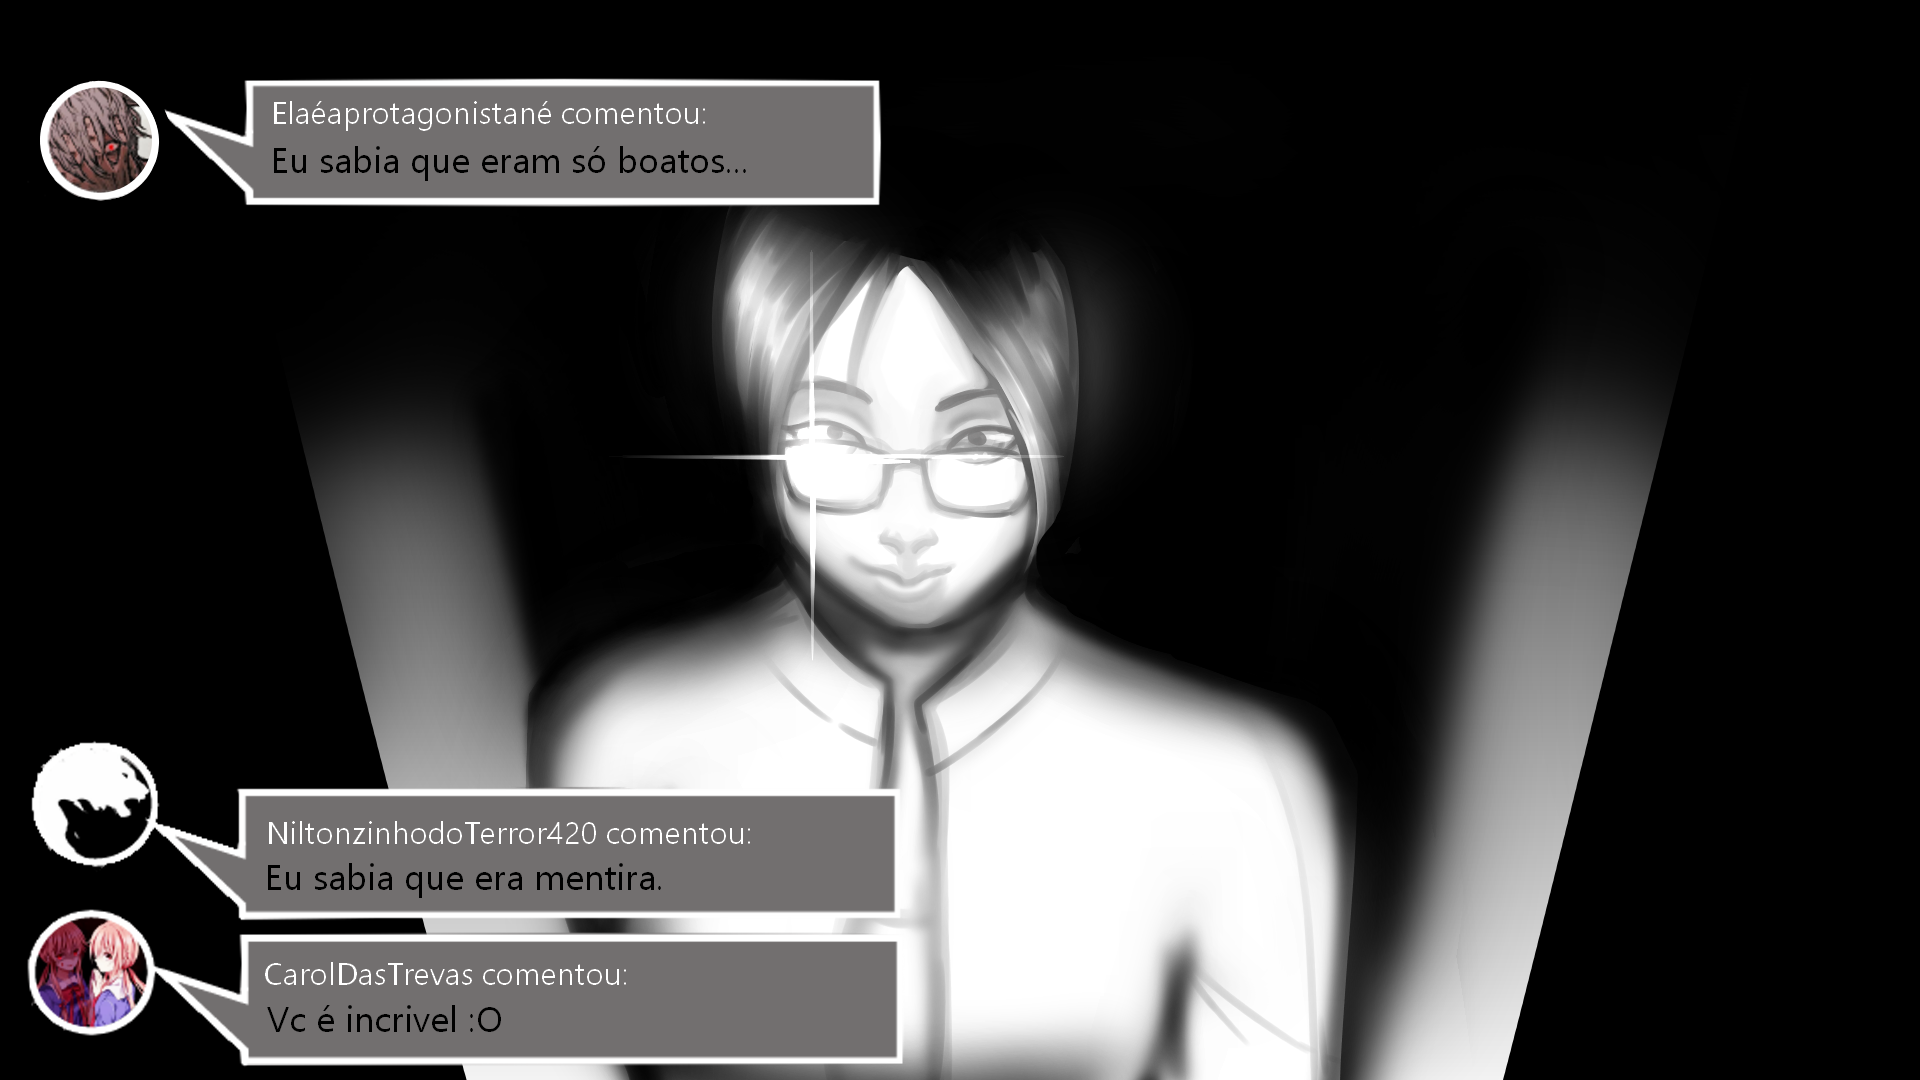 Elaéaprotagonistané comentou:
Eu sabia que eram só boatos...
NiltonzinhodoTerror420 comentou:
Eu sabia que era mentira.
CarolDasTrevas comentou:
Vc é incrivel :O